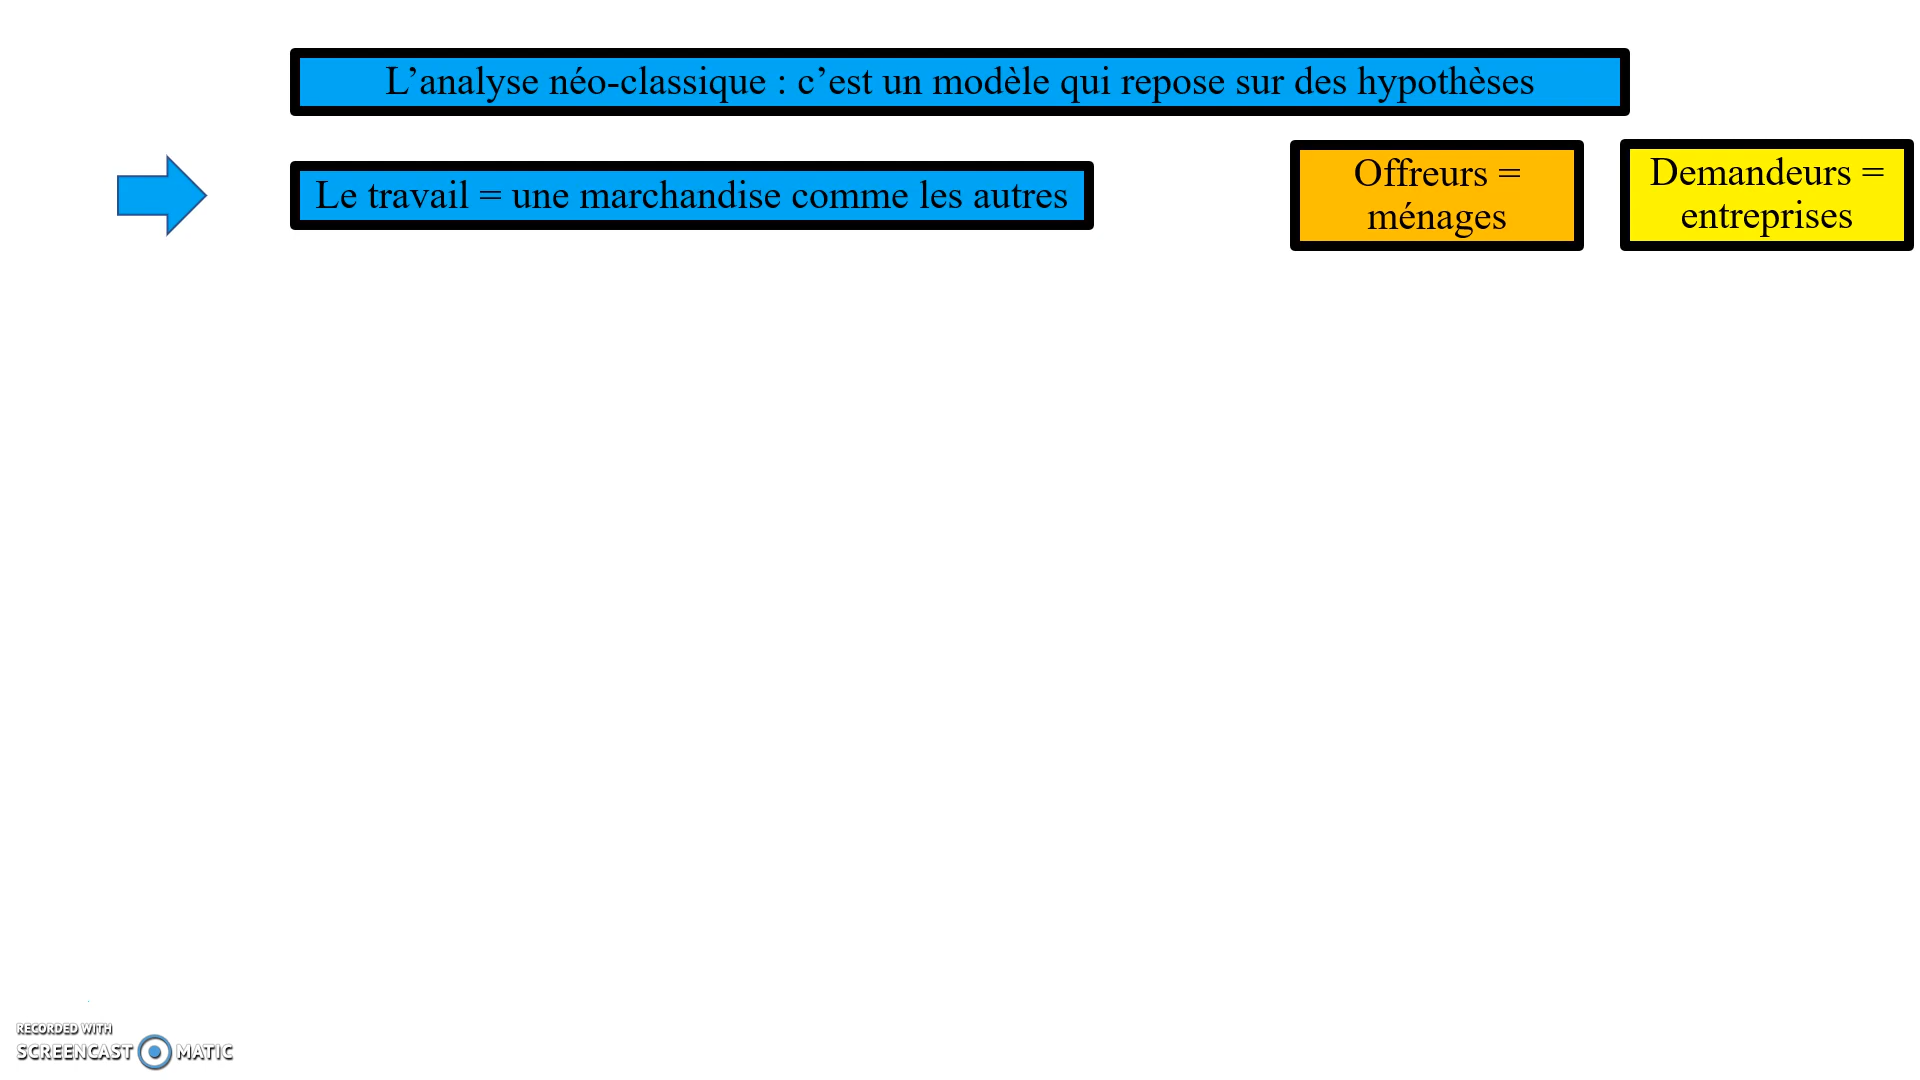 L’analyse néo-classique : c’est un modèle qui repose sur des hypothèses
Le travail = une marchandise comme les autres
Offreurs =
ménages
Demandeurs =
entreprises
RECORDED WITH
SCREENCAST MATIC